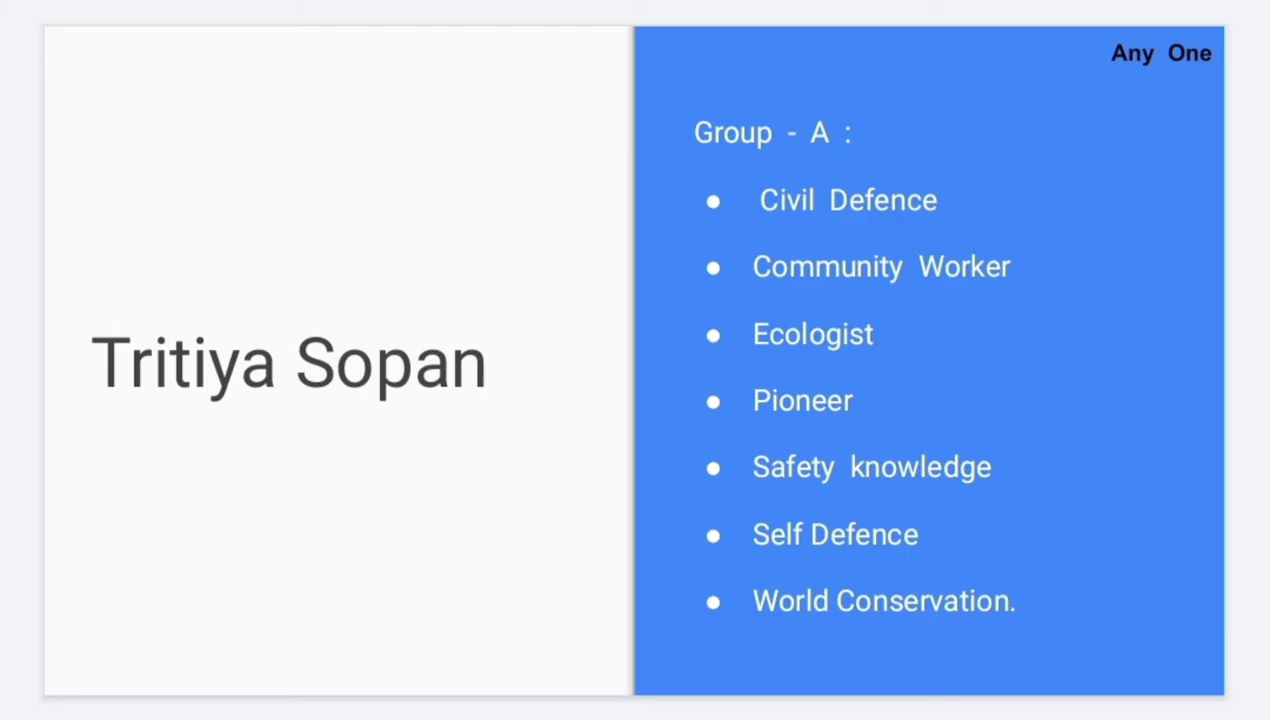 Tritiya Sopan
Any One
Group - A :
● Civil Defence
● Community Worker
● Ecologist
● Pioneer
● Safety knowledge
● Self Defence
● World Conservation.